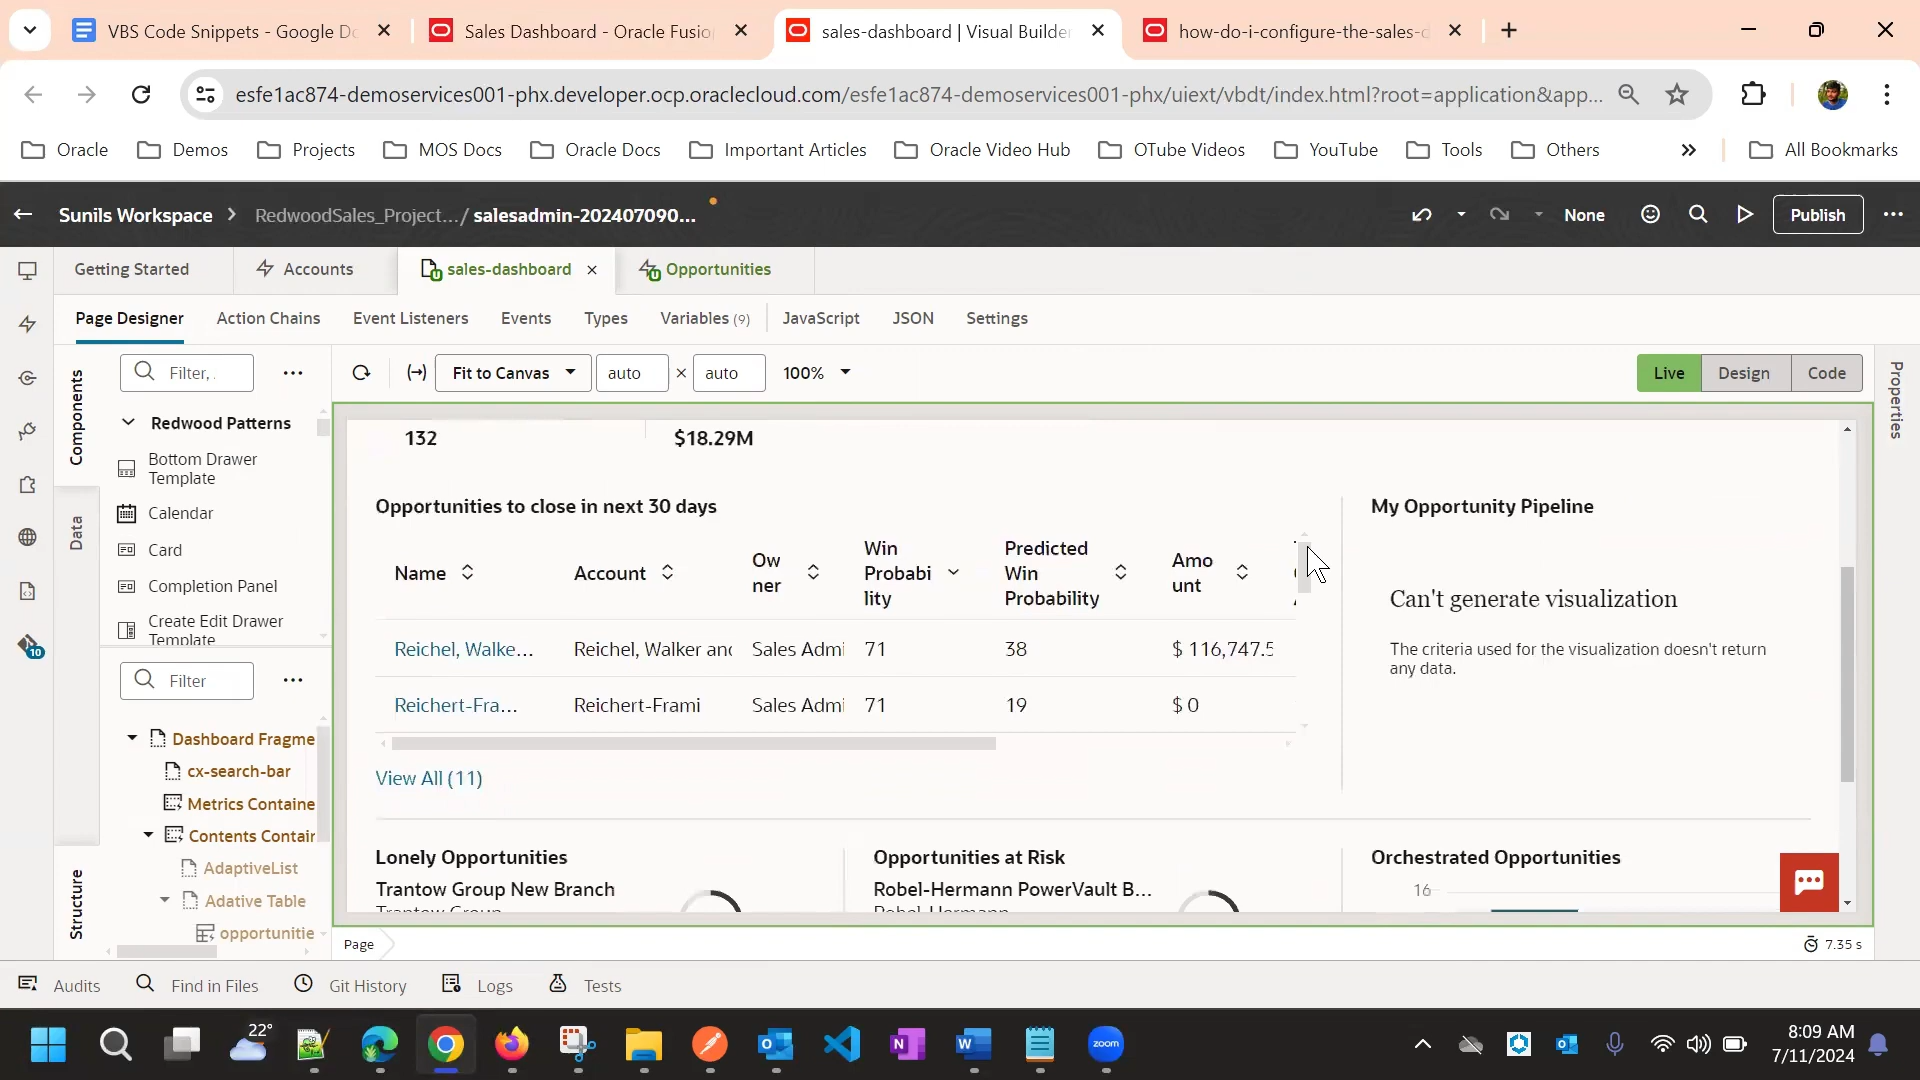 VBS Code Snippets - Google Do
Sales Dashboard - Oracle Fusio
sales-dashboard | Visual Builde
how-do-i-configure-the-sales-d
esfe1ac874-demoservices001-phx.developer.ocp.oraclecloud.com/esfe1ac874-demoservices001-phx/uiext/vbdt/index.html?root=application&app...
Oracle
Demos
Projects
MOS Docs
Oracle Docs
Important Articles
Oracle Video Hub
OTube Videos
YouTube
Tools
Others
»
All Bookmarks
Sunils Workspace > RedwoodSales_Project.../ salesadmin-202407090...
None
Publish
Getting Started
Accounts
sales-dashboard
Opportunities
Page Designer
Action Chains
Event Listeners
Events
Types
Variables (9)
JavaScript
JSON
Settings
Components
Data
Structure
Filter,
Fit to Canvas
auto × auto
100%
Live
Design
Code
Properties
Redwood Patterns
Bottom Drawer
Template
Calendar
Card
Completion Panel
Create Edit Drawer
Template
Filter
Dashboard Fragme
cx-search-bar
Metrics Containe
Contents Contair
AdaptiveList
Adative Table
opportunitie
132
$18.29M
Opportunities to close in next 30 days
Name
Account
Ow
ner
Win
Probabi
lity
Predicted
Win
Probability
Amo
unt
Reichel, Walke...
Reichel, Walker and
Sales Admi
71
38
$ 116,747.5
Reichert-Fra...
Reichert-Frami
Sales Admi
71
19
$ 0
View All (11)
My Opportunity Pipeline
Can't generate visualization
The criteria used for the visualization doesn't return
any data.
Lonely Opportunities
Trantow Group New Branch
Trantow Group
Opportunities at Risk
Robel-Hermann PowerVault B...
Robel-Hermann
Orchestrated Opportunities
16
Page
7.35 s
Audits
Find in Files
Git History
Logs
Tests
10
22°
zoom
8:09 AM
7/11/2024